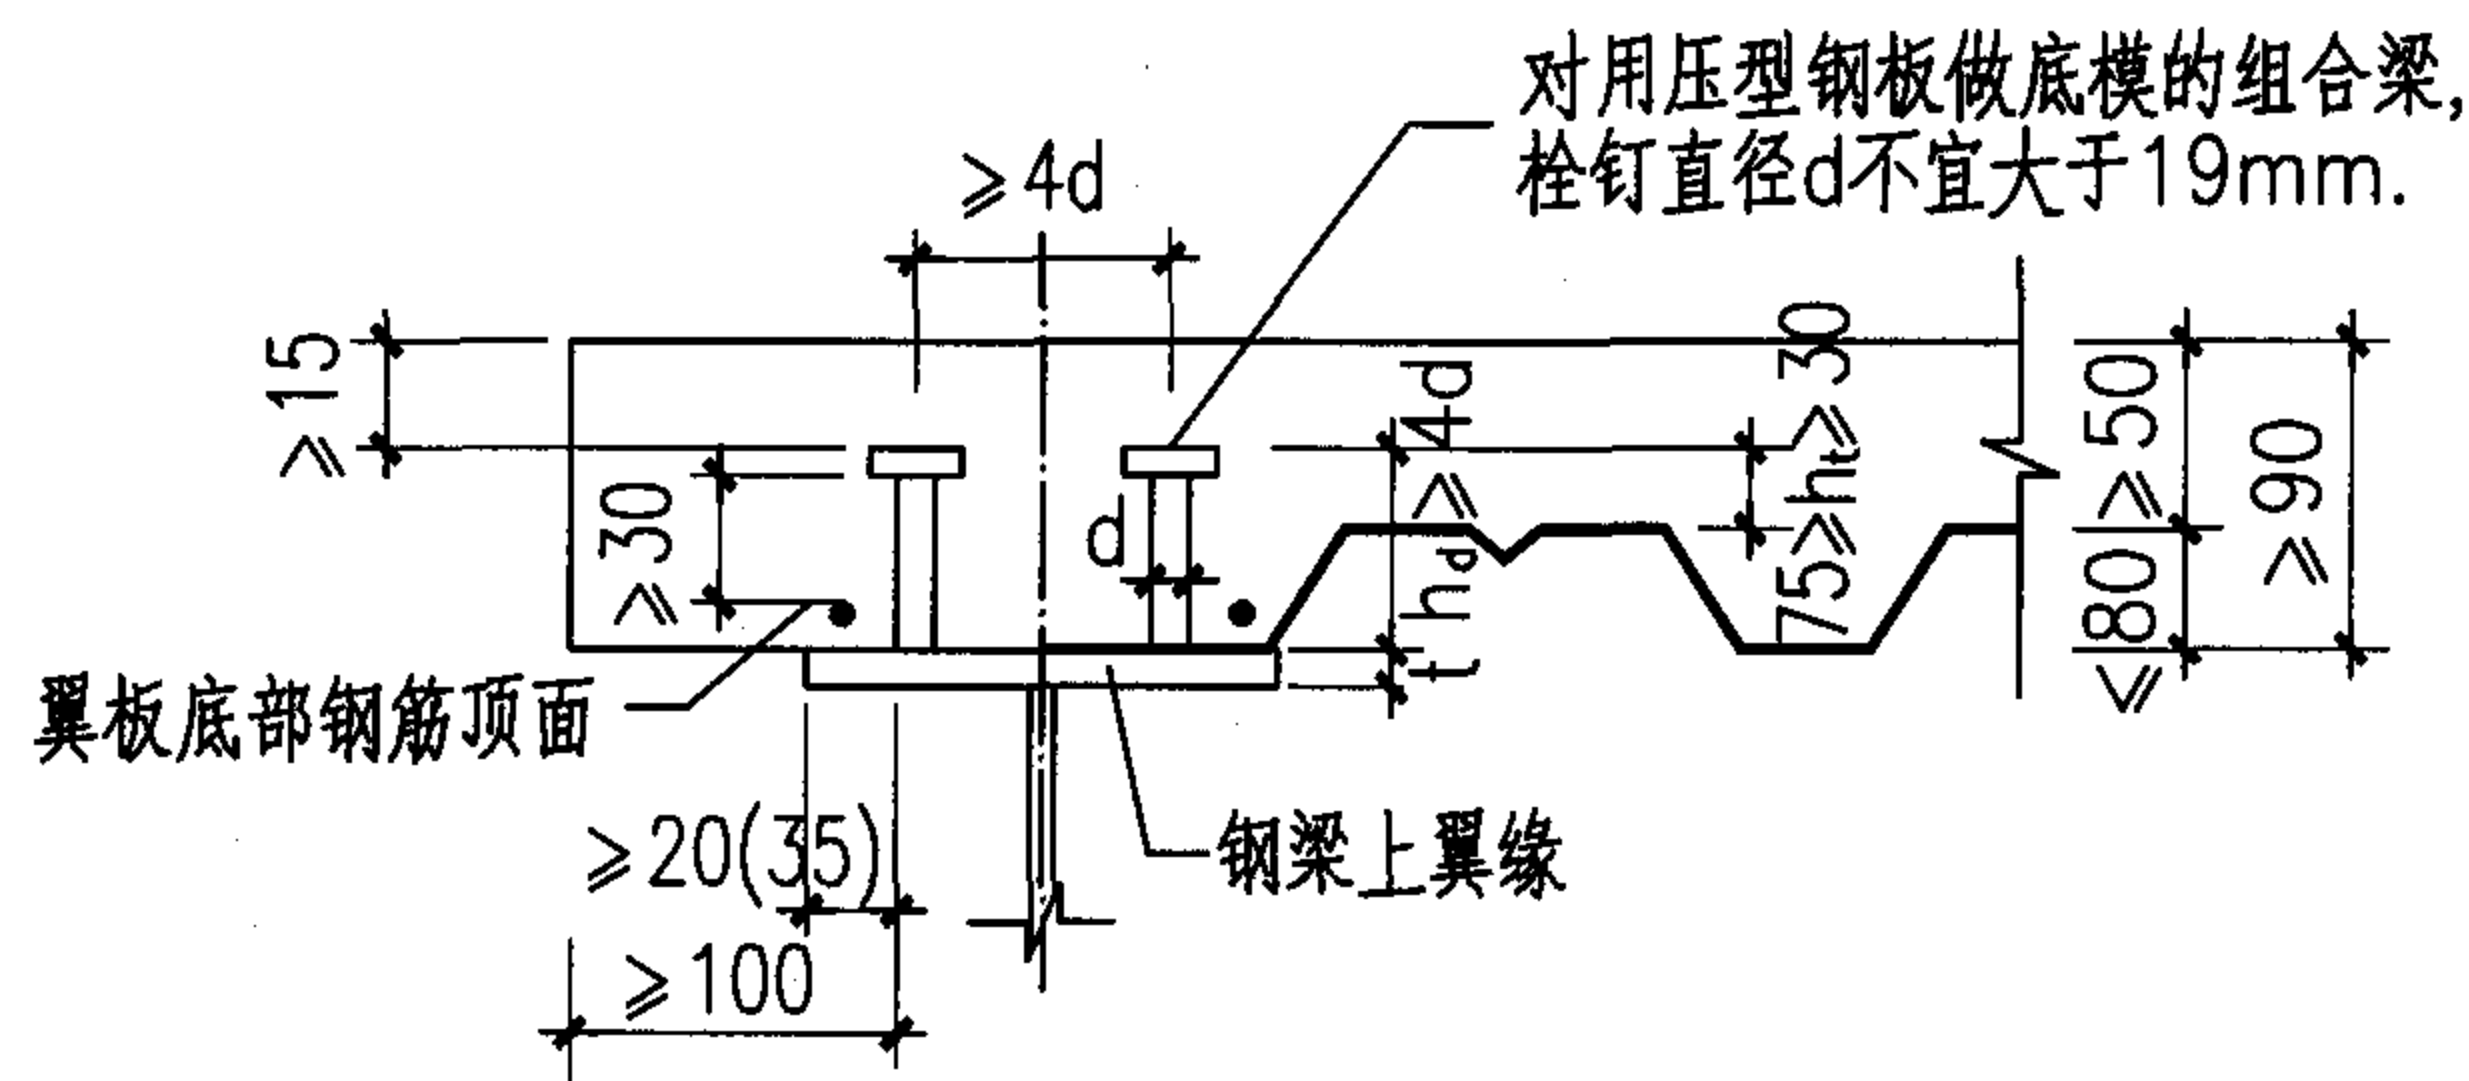 对用压型钢板做底模的组合梁,
栓钉直径d不宜大于19mm.
≥4d
≥15
≥30
d
hd≥4d
t
75≥ht≥30
≥50
≤80
≥90
翼板底部钢筋顶面
≥20(35)
钢梁上翼缘
≥100